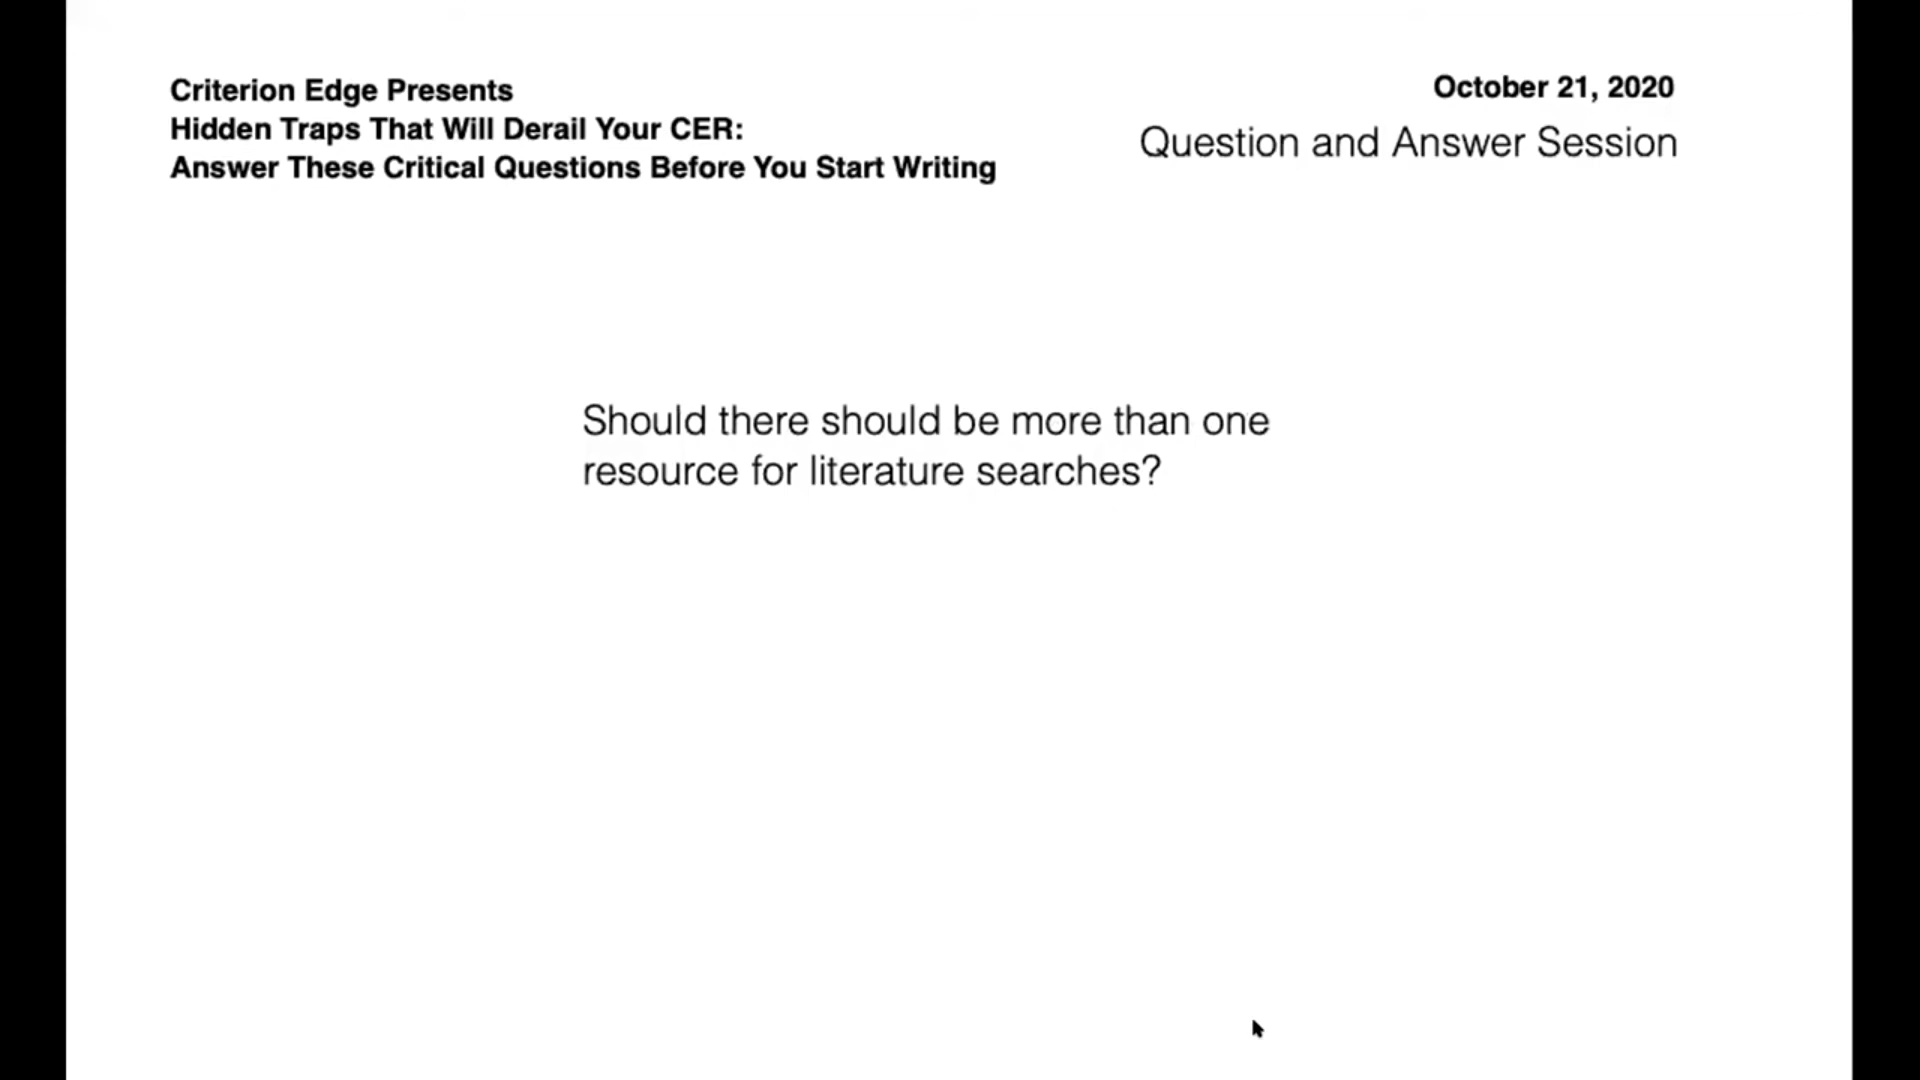 Criterion Edge Presents
Hidden Traps That Will Derail Your CER:
Answer These Critical Questions Before You Start Writing
October 21, 2020
Question and Answer Session
Should there should be more than one
resource for literature searches?